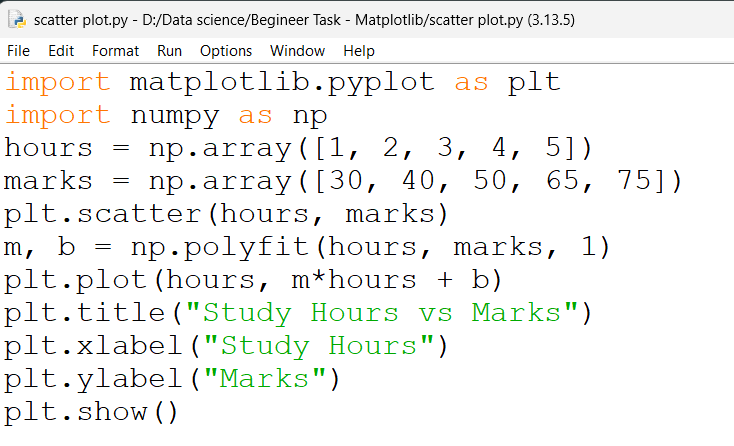 scatter plot.py - D:/Data science/Begineer Task - Matplotlib/scatter plot.py (3.13.5)
File Edit Format Run Options Window Help
import matplotlib.pyplot as plt
import numpy as np
hours = np.array([1, 2, 3, 4, 5])
marks = np.array([30, 40, 50, 65, 75])
plt.scatter(hours, marks)
m, b = np.polyfit(hours, marks, 1)
plt.plot(hours, m*hours + b)
plt.title("Study Hours vs Marks")
plt.xlabel("Study Hours")
plt.ylabel("Marks")
plt.show()